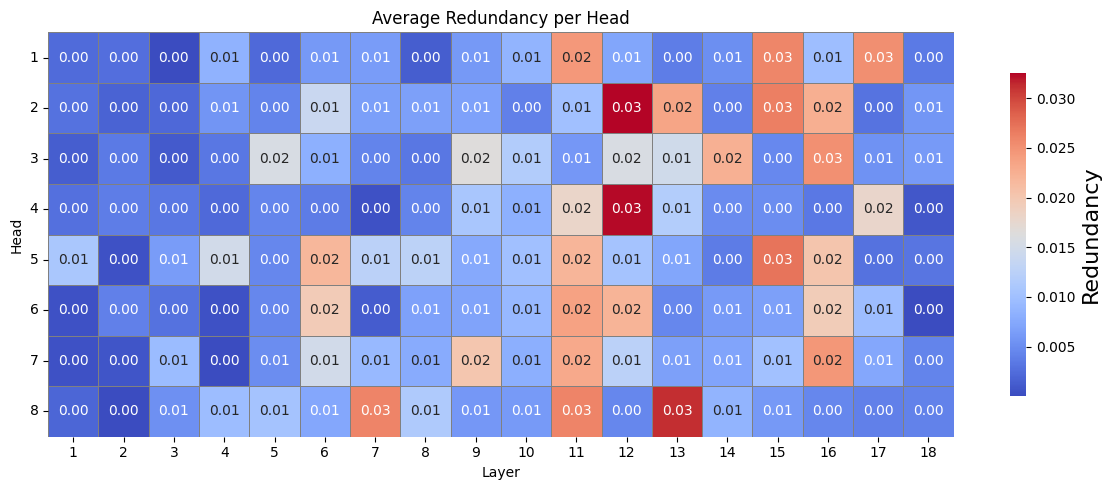 Average Redundancy per Head
1 0.00 0.00 0.00 0.01 0.00 0.01 0.01 0.00 0.01 0.01 0.02 0.01 0.00 0.01 0.03 0.01 0.03 0.00
2 0.00 0.00 0.00 0.01 0.00 0.01 0.01 0.01 0.01 0.00 0.01 0.03 0.02 0.00 0.03 0.02 0.00 0.01
3 0.00 0.00 0.00 0.00 0.02 0.01 0.00 0.00 0.02 0.01 0.01 0.02 0.01 0.02 0.00 0.03 0.01 0.01
4 0.00 0.00 0.00 0.00 0.00 0.00 0.00 0.00 0.01 0.01 0.02 0.03 0.01 0.00 0.00 0.00 0.02 0.00
5 0.01 0.00 0.01 0.01 0.00 0.02 0.01 0.01 0.01 0.01 0.02 0.01 0.01 0.00 0.03 0.02 0.00 0.00
6 0.00 0.00 0.00 0.00 0.00 0.02 0.00 0.01 0.01 0.01 0.02 0.02 0.00 0.01 0.01 0.02 0.01 0.00
7 0.00 0.00 0.01 0.00 0.01 0.01 0.01 0.01 0.02 0.01 0.02 0.01 0.01 0.01 0.01 0.02 0.01 0.00
8 0.00 0.00 0.01 0.01 0.01 0.01 0.03 0.01 0.01 0.01 0.03 0.00 0.03 0.01 0.01 0.00 0.00 0.00
1 2 3 4 5 6 7 8 9 10 11 12 13 14 15 16 17 18
Layer
Head
0.030
0.025
0.020
0.015
0.010
0.005
Redundancy